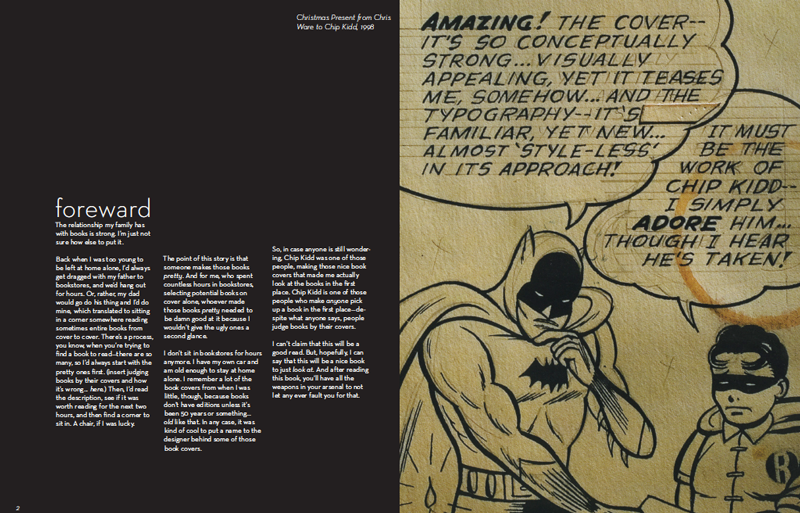 Christmas Present from Chris
Ware to Chip Kidd, 1998
foreward
The relationship my family has
with books is strong. I'm just not
sure how else to put it.
Back when I was too young to
be left at home alone, I'd always
get dragged with my father to
bookstores, and we'd hang out
for hours. Or, rather, my dad
would go do his thing and I'd do
mine, which translated to sitting
in a corner somewhere reading
sometimes entire books from
cover to cover. There's a process,
you know, when you're trying to
find a book to read--there are so
many, so I'd always start with the
pretty ones first. (insert judging
books by their covers and how
it's wrong... here.) Then, I'd read
the description, see if it was
worth reading for the next two
hours, and then find a corner to
sit in. A chair, if I was lucky.
The point of this story is that
someone makes those books
pretty. And for me, who spent
countless hours in bookstores,
selecting potential books on
cover alone, whoever made
those books pretty needed to
be damn good at it because I
wouldn't give the ugly ones a
second glance.
I don't sit in bookstores for hours
anymore. I have my own car and
am old enough to stay at home
alone. I remember a lot of the
book covers from when I was
little, though, because books
don't have editions unless it's
been 50 years or something...
old like that. In any case, it was
kind of cool to put a name to the
designer behind some of those
book covers.
So, in case anyone is still wonder-
ing, Chip Kidd was one of those
people, making those nice book
covers that made me actually
look at the books in the first
place. Chip Kidd is one of those
people who make anyone pick
up a book in the first place--de-
spite what anyone says, people
judge books by their covers.
I can't claim that this will be a
good read. But, hopefully, I can
say that this will be a nice book
to just look at. And after reading
this book, you'll have all the
weapons in your arsenal to not
let any ever fault you for that.
2
AMAZING! THE COVER--
IT'S SO CONCEPTUALLY
STRONG... VISUALLY
APPEALING, YET IT TEASES
ME, SOMEHOW... AND THE
TYPOGRAPHY--IT'S
FAMILIAR, YET NEW...
ALMOST 'STYLE-LESS'
IN ITS APPROACH!
IT MUST
BE THE
WORK OF
CHIP KIDD--
I SIMPLY
ADORE HIM...
THOUGH I HEAR
HE'S TAKEN!
R